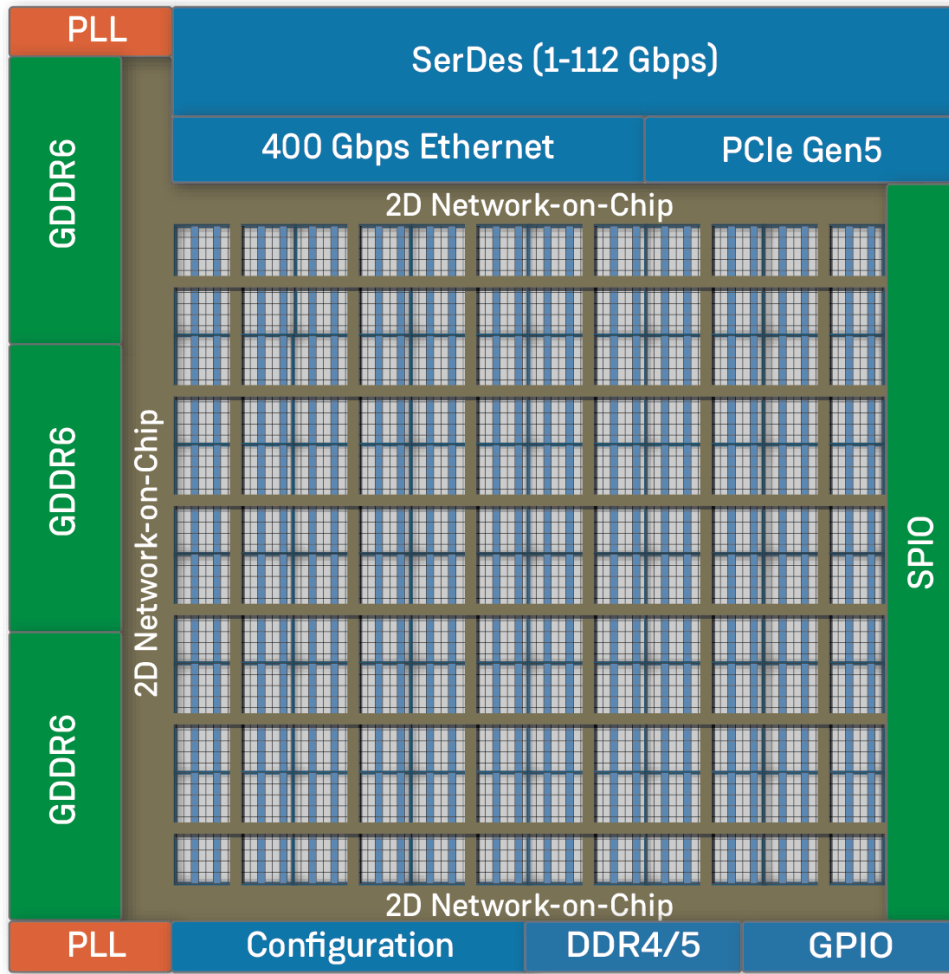 PLL
SerDes (1-112 Gbps)
400 Gbps Ethernet
PCIe Gen5
GDDR6
2D Network-on-Chip
GDDR6
2D Network-on-Chip
SPIO
GDDR6
2D Network-on-Chip
PLL
Configuration
DDR4/5
GPIO